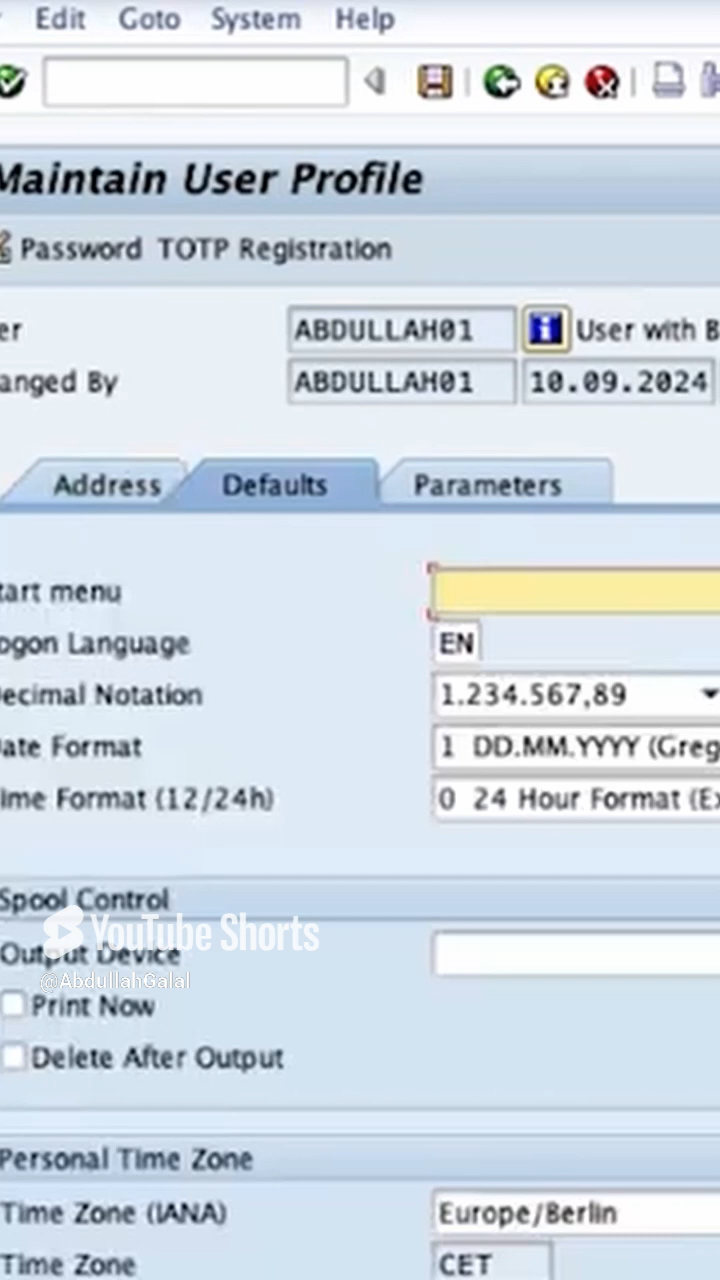 Edit Goto System Help
Maintain User Profile
Password TOTP Registration
er ABDULLAH01 User with B
anged By ABDULLAH01 10.09.2024
Address Defaults Parameters
tart menu
ogon Language EN
ecimal Notation 1.234.567,89
ate Format 1 DD.MM.YYYY (Greg
ime Format (12/24h) 0 24 Hour Format (Ex
Spool Control
YouTube Shorts
Output Device
@AbdullahGalal
Print Now
Delete After Output
Personal Time Zone
Time Zone (IANA) Europe/Berlin
Time Zone CET